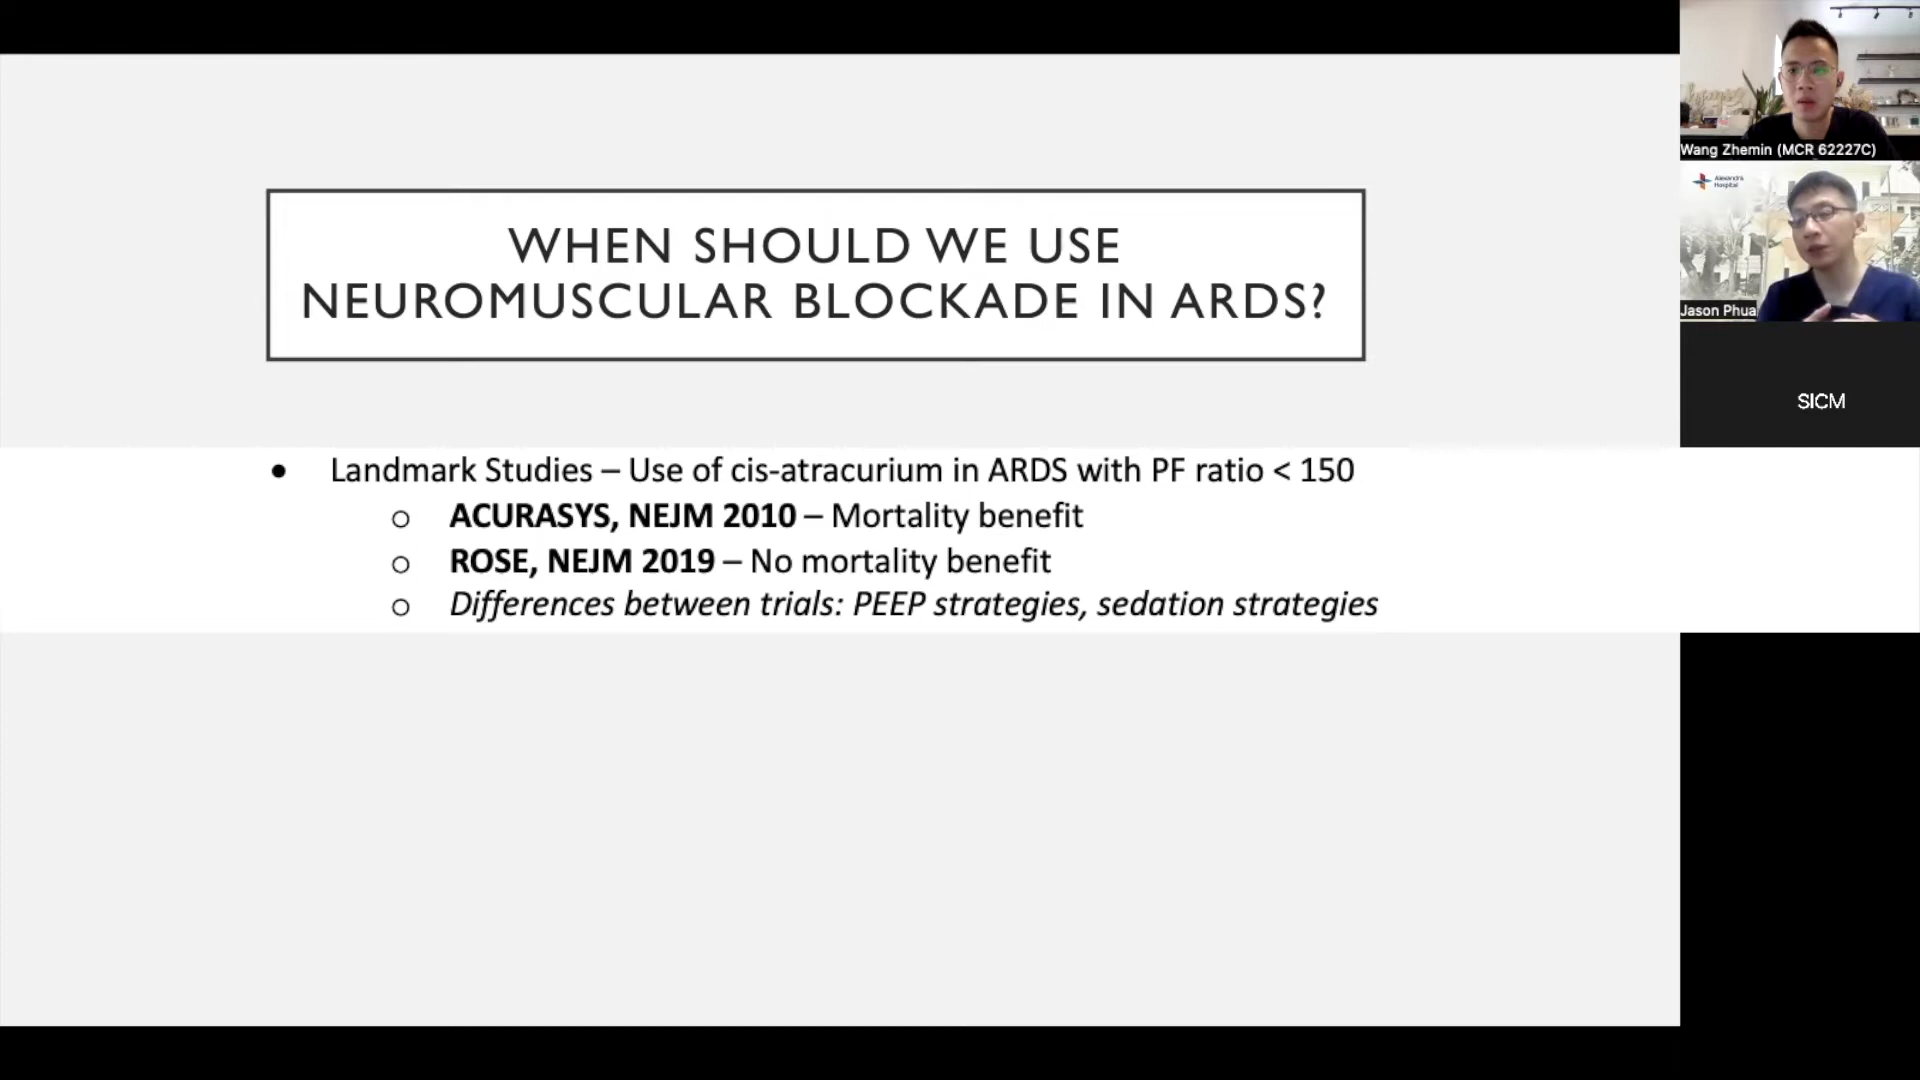 WHEN SHOULD WE USE
NEUROMUSCULAR BLOCKADE IN ARDS?
• Landmark Studies – Use of cis-atracurium in ARDS with PF ratio < 150
○ ACURASYS, NEJM 2010 – Mortality benefit
○ ROSE, NEJM 2019 – No mortality benefit
○ Differences between trials: PEEP strategies, sedation strategies
Wang Zhemin (MCR 62227C)
Alexandra
Hospital
Jason Phua
SICM